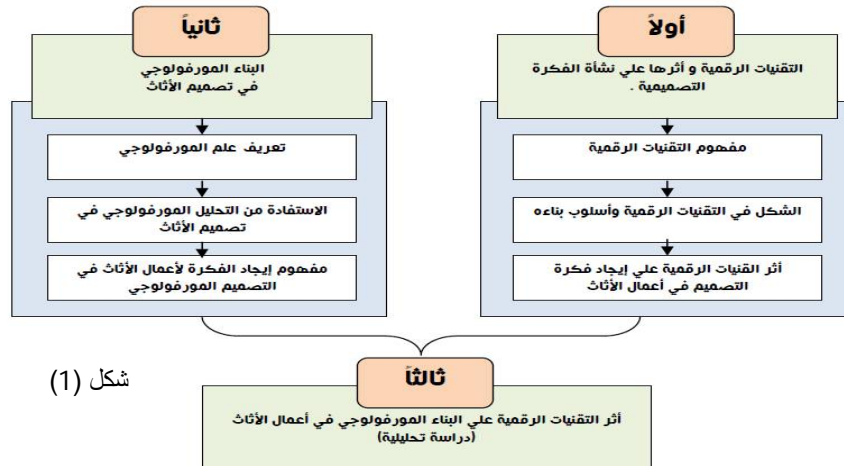 أولاً
التقنيات الرقمية و أثرها علي نشأة الفكرة
التصميمية .
مفهوم التقنيات الرقمية
الشكل في التقنيات الرقمية وأسلوب بناءه
أثر القنيات الرقمية علي إيجاد فكرة
التصميم في أعمال الأثاث
ثانياً
البناء المورفولوجي
في تصميم الأثاث
تعريف علم المورفولوجي
الاستفادة من التحليل المورفولوجي في
تصميم الأثاث
مفهوم إيجاد الفكرة لأعمال الأثاث في
التصميم المورفولوجي
ثالثاً
أثر التقنيات الرقمية علي البناء المورفولوجي في أعمال الأثاث
(دراسة تحليلية)
شكل (1)